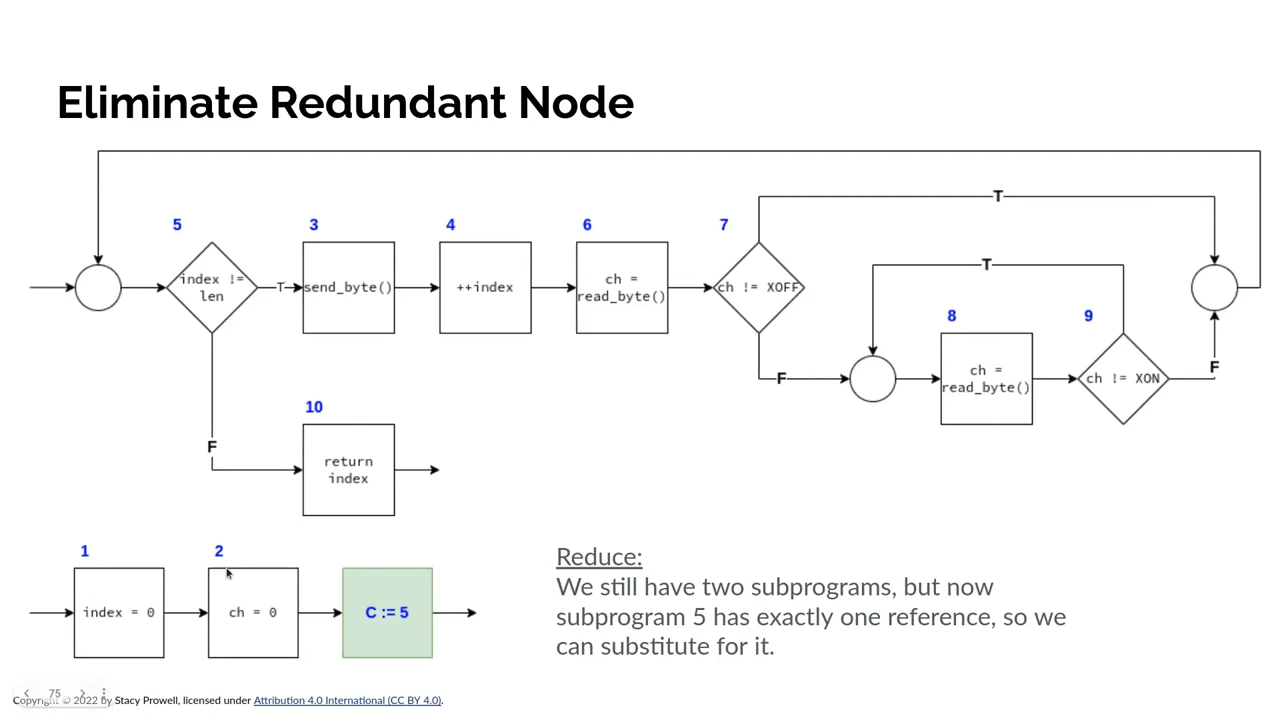 Eliminate Redundant Node
T
5
3
4
6
7
index !=
len
T
send_byte()
++index
ch =
read_byte()
ch != XOFF
T
8
9
ch =
read_byte()
ch != XON
F
F
10
F
return
index
1
2
index = 0
ch = 0
C := 5
Reduce:
We still have two subprograms, but now
subprogram 5 has exactly one reference, so we
can substitute for it.
75
Copyright © 2022 by Stacy Prowell, licensed under Attribution 4.0 International (CC BY 4.0).